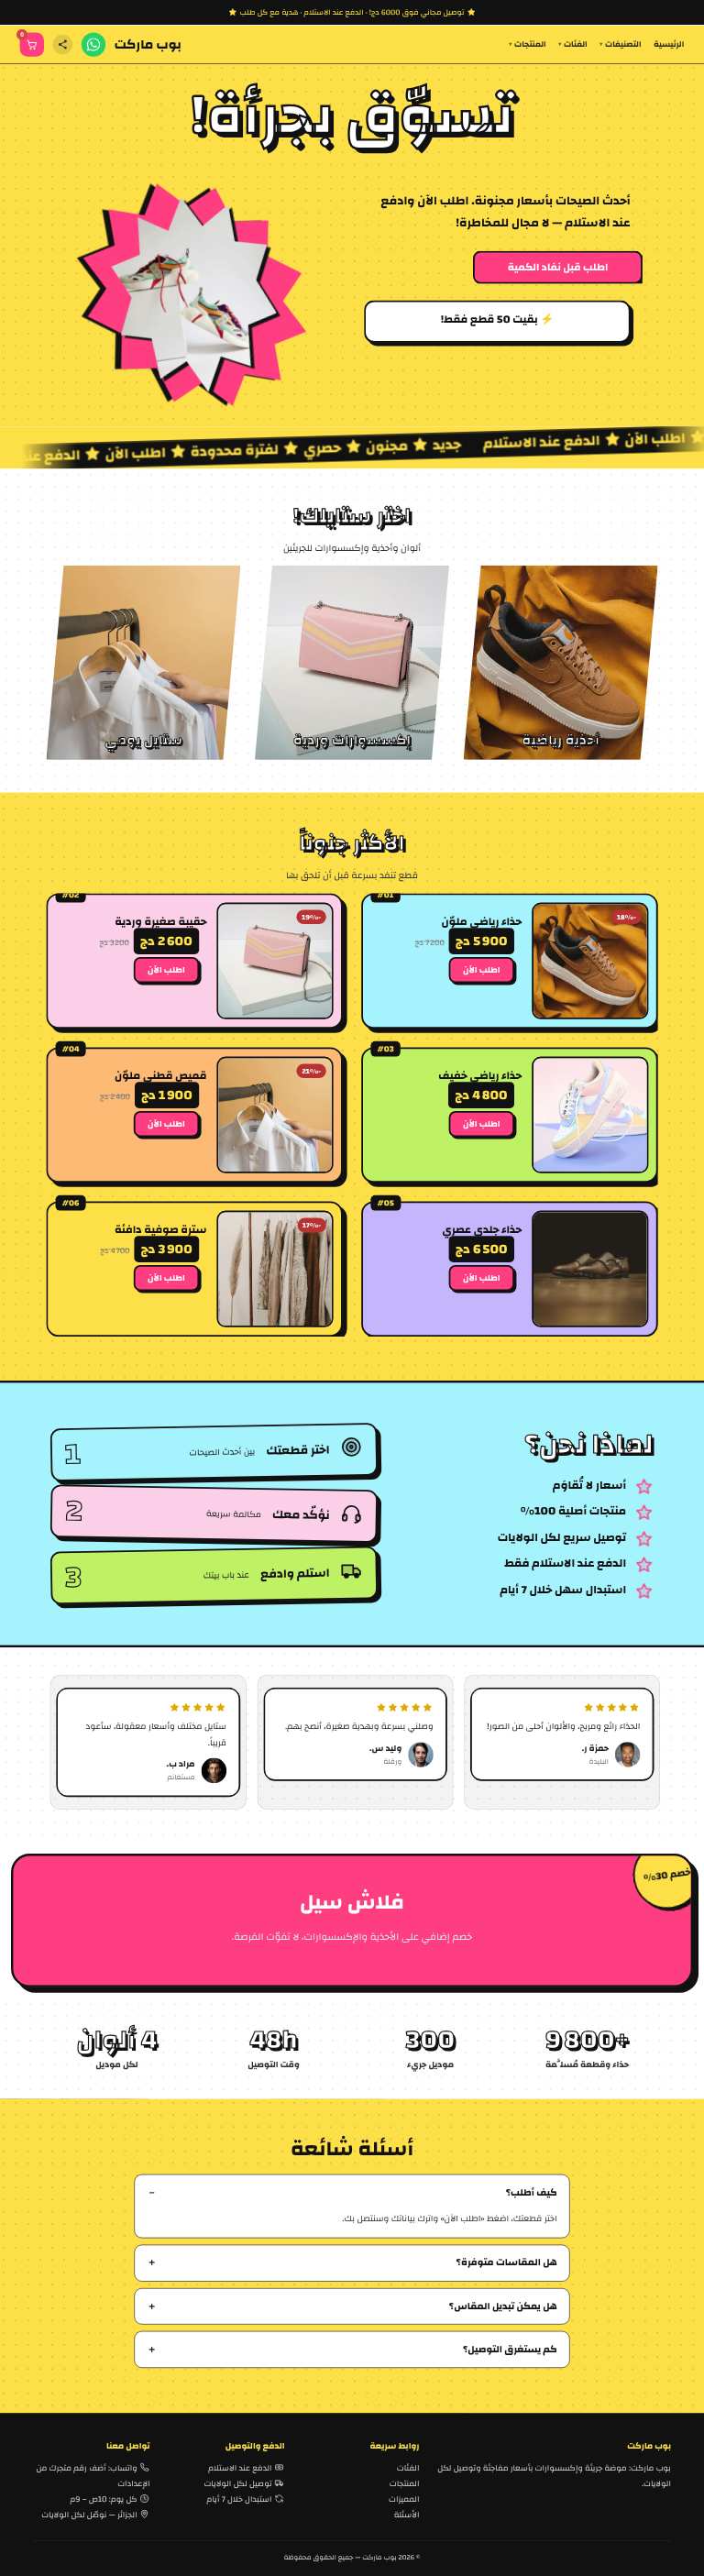 ★ توصيل مجاني فوق 6000 دج! · الدفع عند الاستلام · هدية مع كل طلب ★
الرئيسية
التصنيفات
الفئات
المنتجات
بوب ماركت
0
تسوَّق بجرأة!
أحدث الصيحات بأسعار مجنونة. اطلب الآن وادفع
عند الاستلام — لا مجال للمخاطرة!
اطلب قبل نفاد الكمية
⚡ بقيت 50 قطع فقط!
★ اطلب الآن ★ الدفع عند الاستلام
جديد ★ مجنون ★ حصري ★ لفترة محدودة ★ اطلب الآن ★ الدفع عند
اختر ستايلك!
ألوان وأحذية وإكسسوارات للجريئين
أحذية رياضية
إكسسوارات وردية
ستايل يومي
الأكثر جنوناً
قطع تنفد بسرعة قبل أن تلحق بها
#01
-18%
حذاء رياضي ملوّن
5900 دج
7200 دج
اطلب الآن
#02
-19%
حقيبة صغيرة وردية
2600 دج
3200 دج
اطلب الآن
#03
حذاء رياضي خفيف
4800 دج
اطلب الآن
#04
-21%
قميص قطني ملوّن
1900 دج
2400 دج
اطلب الآن
#05
حذاء جلدي عصري
6500 دج
اطلب الآن
#06
-17%
سترة صوفية دافئة
3900 دج
4700 دج
اطلب الآن
لماذا نحن؟
أسعار لا تُقاوَم
منتجات أصلية 100%
توصيل سريع لكل الولايات
الدفع عند الاستلام فقط
استبدال سهل خلال 7 أيام
اختر قطعتك
بين أحدث الصيحات
1
نؤكّد معك
مكالمة سريعة
2
استلم وادفع
عند باب بيتك
3
★★★★★
الحذاء رائع ومريح، والألوان أحلى من الصور!
حمزة ر.
البليدة
★★★★★
وصلني بسرعة وبهدية صغيرة، أنصح بهم.
وليد س.
ورقلة
★★★★★
ستايل مختلف وأسعار معقولة، سأعود
قريباً.
مراد ب.
مستغانم
خصم 30%
فلاش سيل
خصم إضافي على الأحذية والإكسسوارات، لا تفوّت الفرصة.
+9800
حذاء وقطعة مُسلّمة
300
موديل جريء
48h
وقت التوصيل
4 ألوان
لكل موديل
أسئلة شائعة
كيف أطلب؟
−
اختر قطعتك، اضغط «اطلب الآن» واترك بياناتك وسنتصل بك.
هل المقاسات متوفرة؟
+
هل يمكن تبديل المقاس؟
+
كم يستغرق التوصيل؟
+
بوب ماركت
بوب ماركت: موضة جريئة وإكسسوارات بأسعار مفاجئة وتوصيل لكل
الولايات.
روابط سريعة
الفئات
المنتجات
المميزات
الأسئلة
الدفع والتوصيل
الدفع عند الاستلام
توصيل لكل الولايات
استبدال خلال 7 أيام
تواصل معنا
واتساب: أضف رقم متجرك من
الإعدادات
كل يوم: 10ص – 9م
الجزائر — نوصّل لكل الولايات
© 2026 بوب ماركت — جميع الحقوق محفوظة